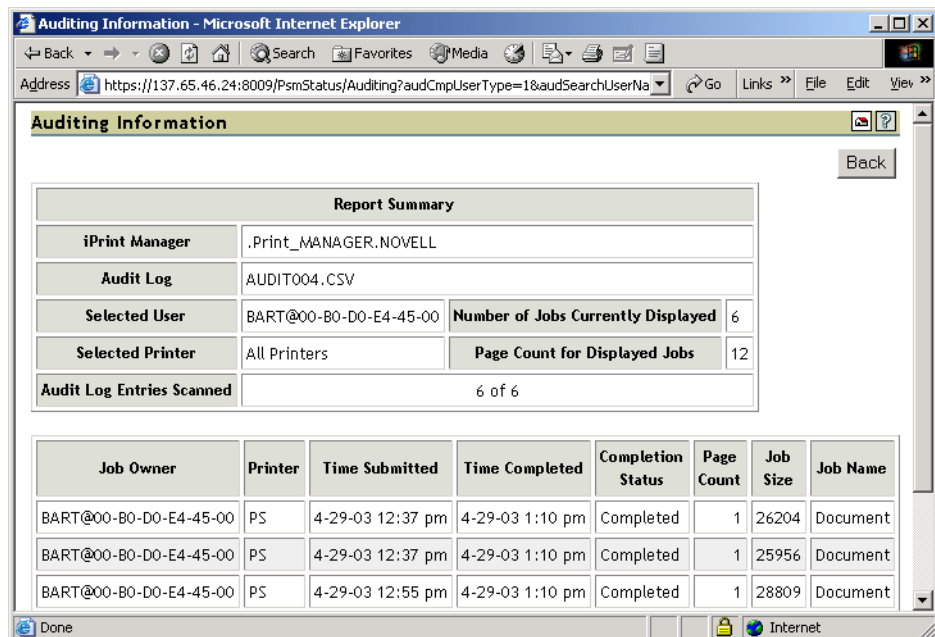 Auditing Information - Microsoft Internet Explorer
Back Search Favorites Media
Address https://137.65.46.24:8009/PsmStatus/Auditing?audCmpUserType=1&audSearchUserNa Go Links » File Edit View »
Auditing Information
Back
Report Summary
iPrint Manager .Print_MANAGER.NOVELL
Audit Log AUDIT004.CSV
Selected User BART@00-B0-D0-E4-45-00 Number of Jobs Currently Displayed 6
Selected Printer All Printers Page Count for Displayed Jobs 12
Audit Log Entries Scanned 6 of 6
Job Owner Printer Time Submitted Time Completed Completion Status Page Count Job Size Job Name
BART@00-B0-D0-E4-45-00 PS 4-29-03 12:37 pm 4-29-03 1:10 pm Completed 1 26204 Document
BART@00-B0-D0-E4-45-00 PS 4-29-03 12:37 pm 4-29-03 1:10 pm Completed 1 25956 Document
BART@00-B0-D0-E4-45-00 PS 4-29-03 12:55 pm 4-29-03 1:10 pm Completed 1 28809 Document
Done Internet